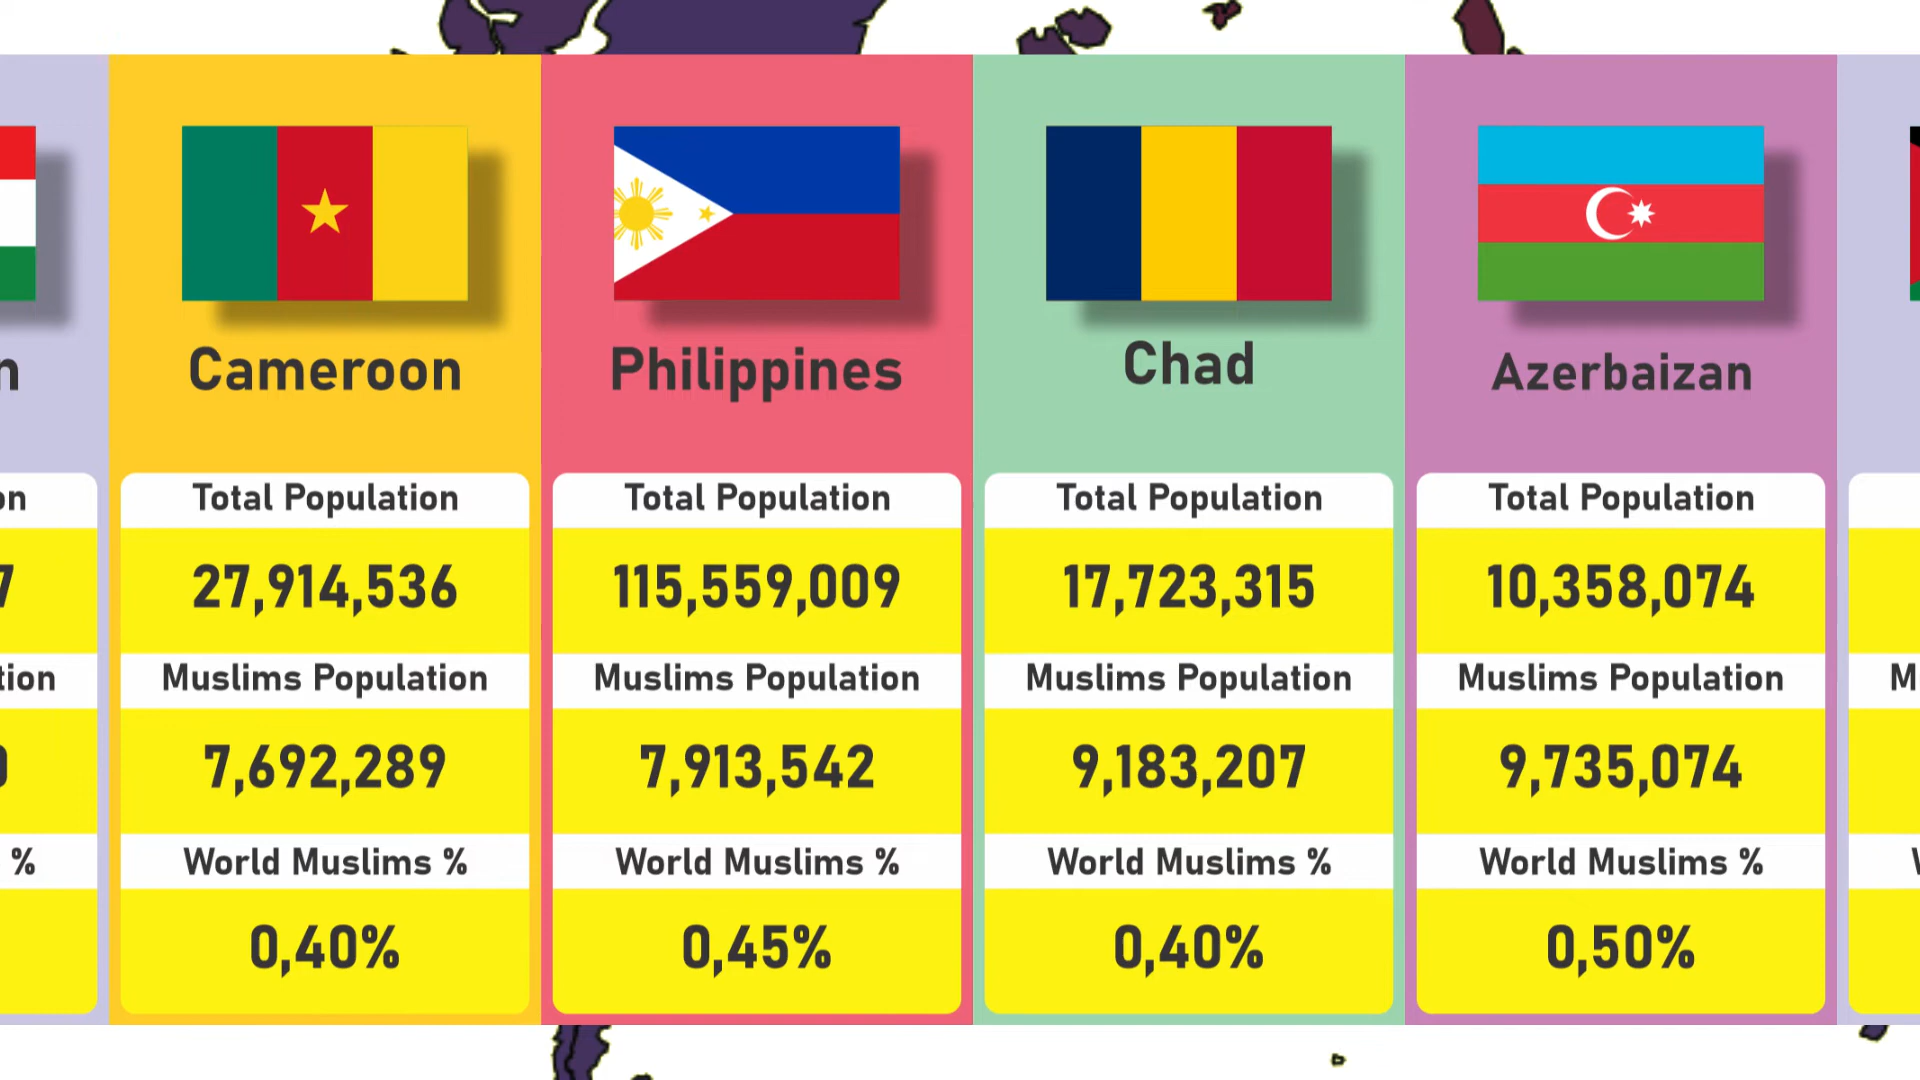 Cameroon
Total Population
27,914,536
Muslims Population
7,692,289
World Muslims %
0,40%
Philippines
Total Population
115,559,009
Muslims Population
7,913,542
World Muslims %
0,45%
Chad
Total Population
17,723,315
Muslims Population
9,183,207
World Muslims %
0,40%
Azerbaizan
Total Population
10,358,074
Muslims Population
9,735,074
World Muslims %
0,50%